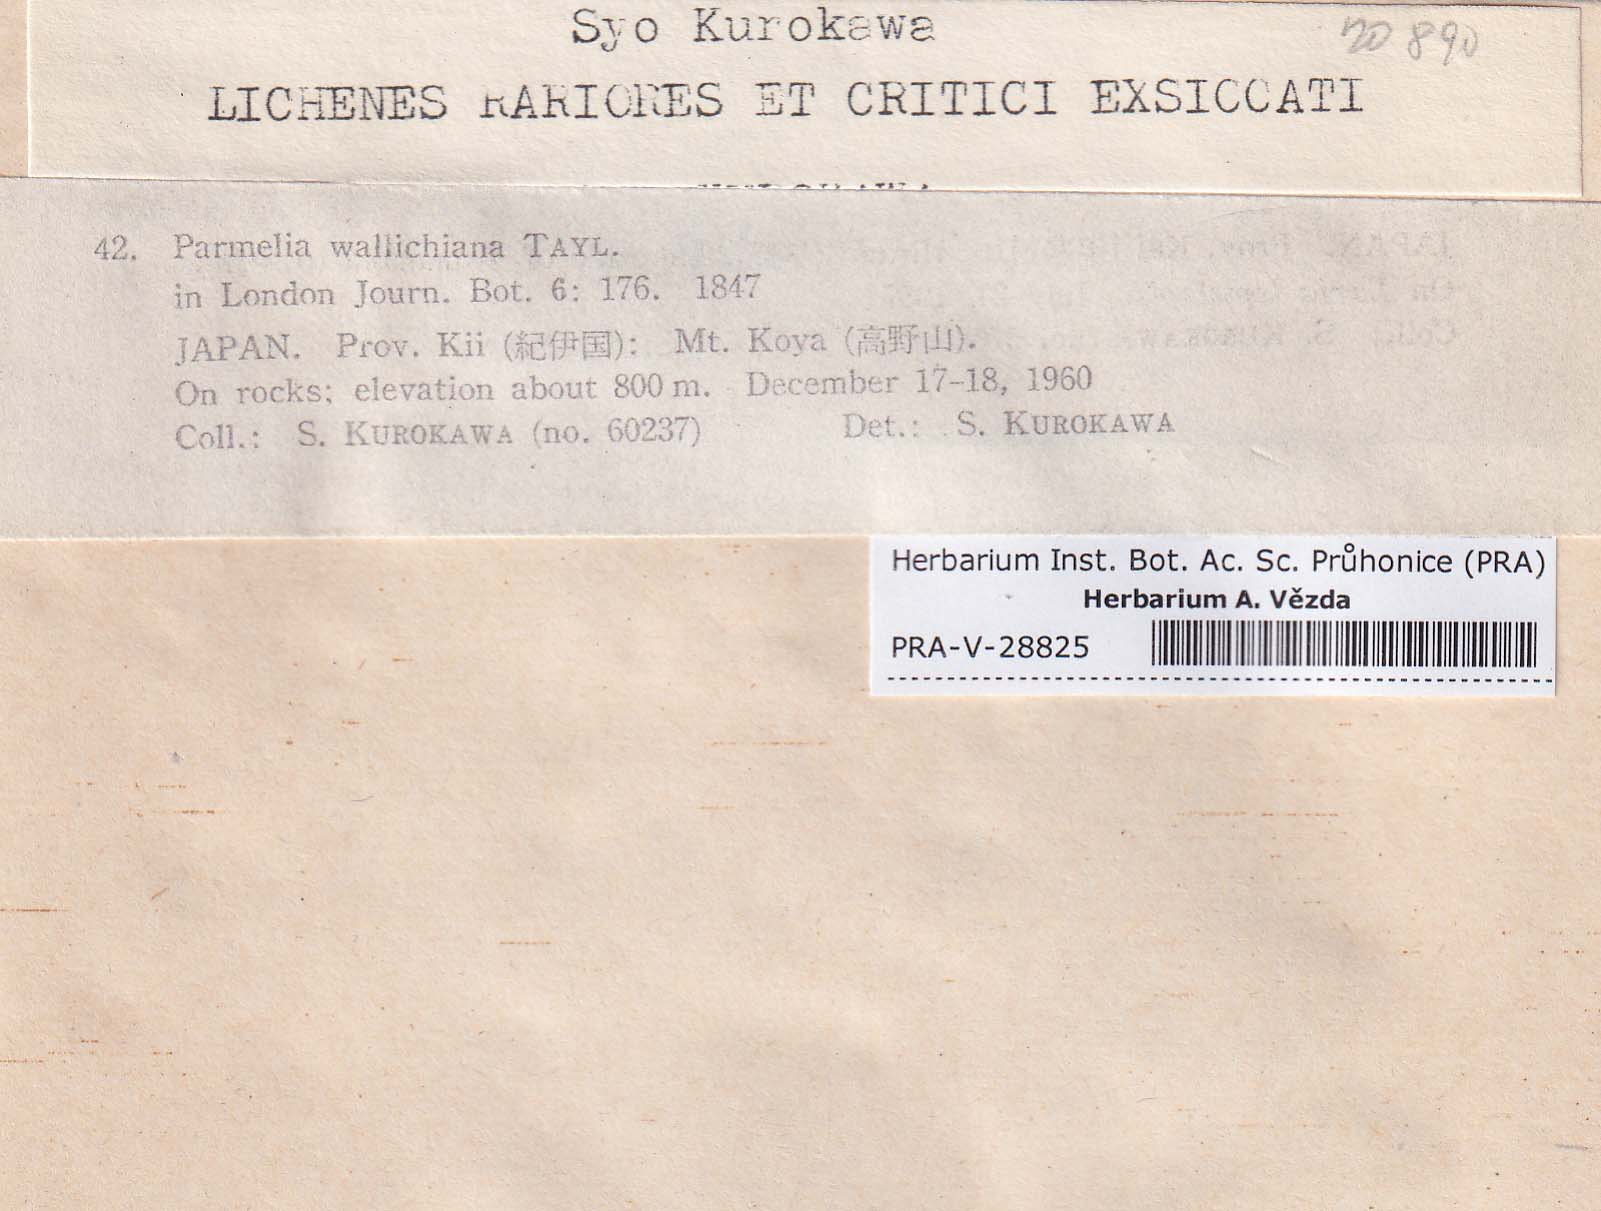 Syo Kurokawa
20890
LICHENES RARIORES ET CRITICI EXSICCATI
42. Parmelia wallichiana TAYL.
in London Journ. Bot. 6: 176. 1847
JAPAN. Prov. Kii (紀伊国): Mt. Koya (高野山).
On rocks; elevation about 800 m. December 17-18, 1960
Coll.: S. KUROKAWA (no. 60237) Det.: S. KUROKAWA
Herbarium Inst. Bot. Ac. Sc. Průhonice (PRA)
Herbarium A. Vězda
PRA-V-28825